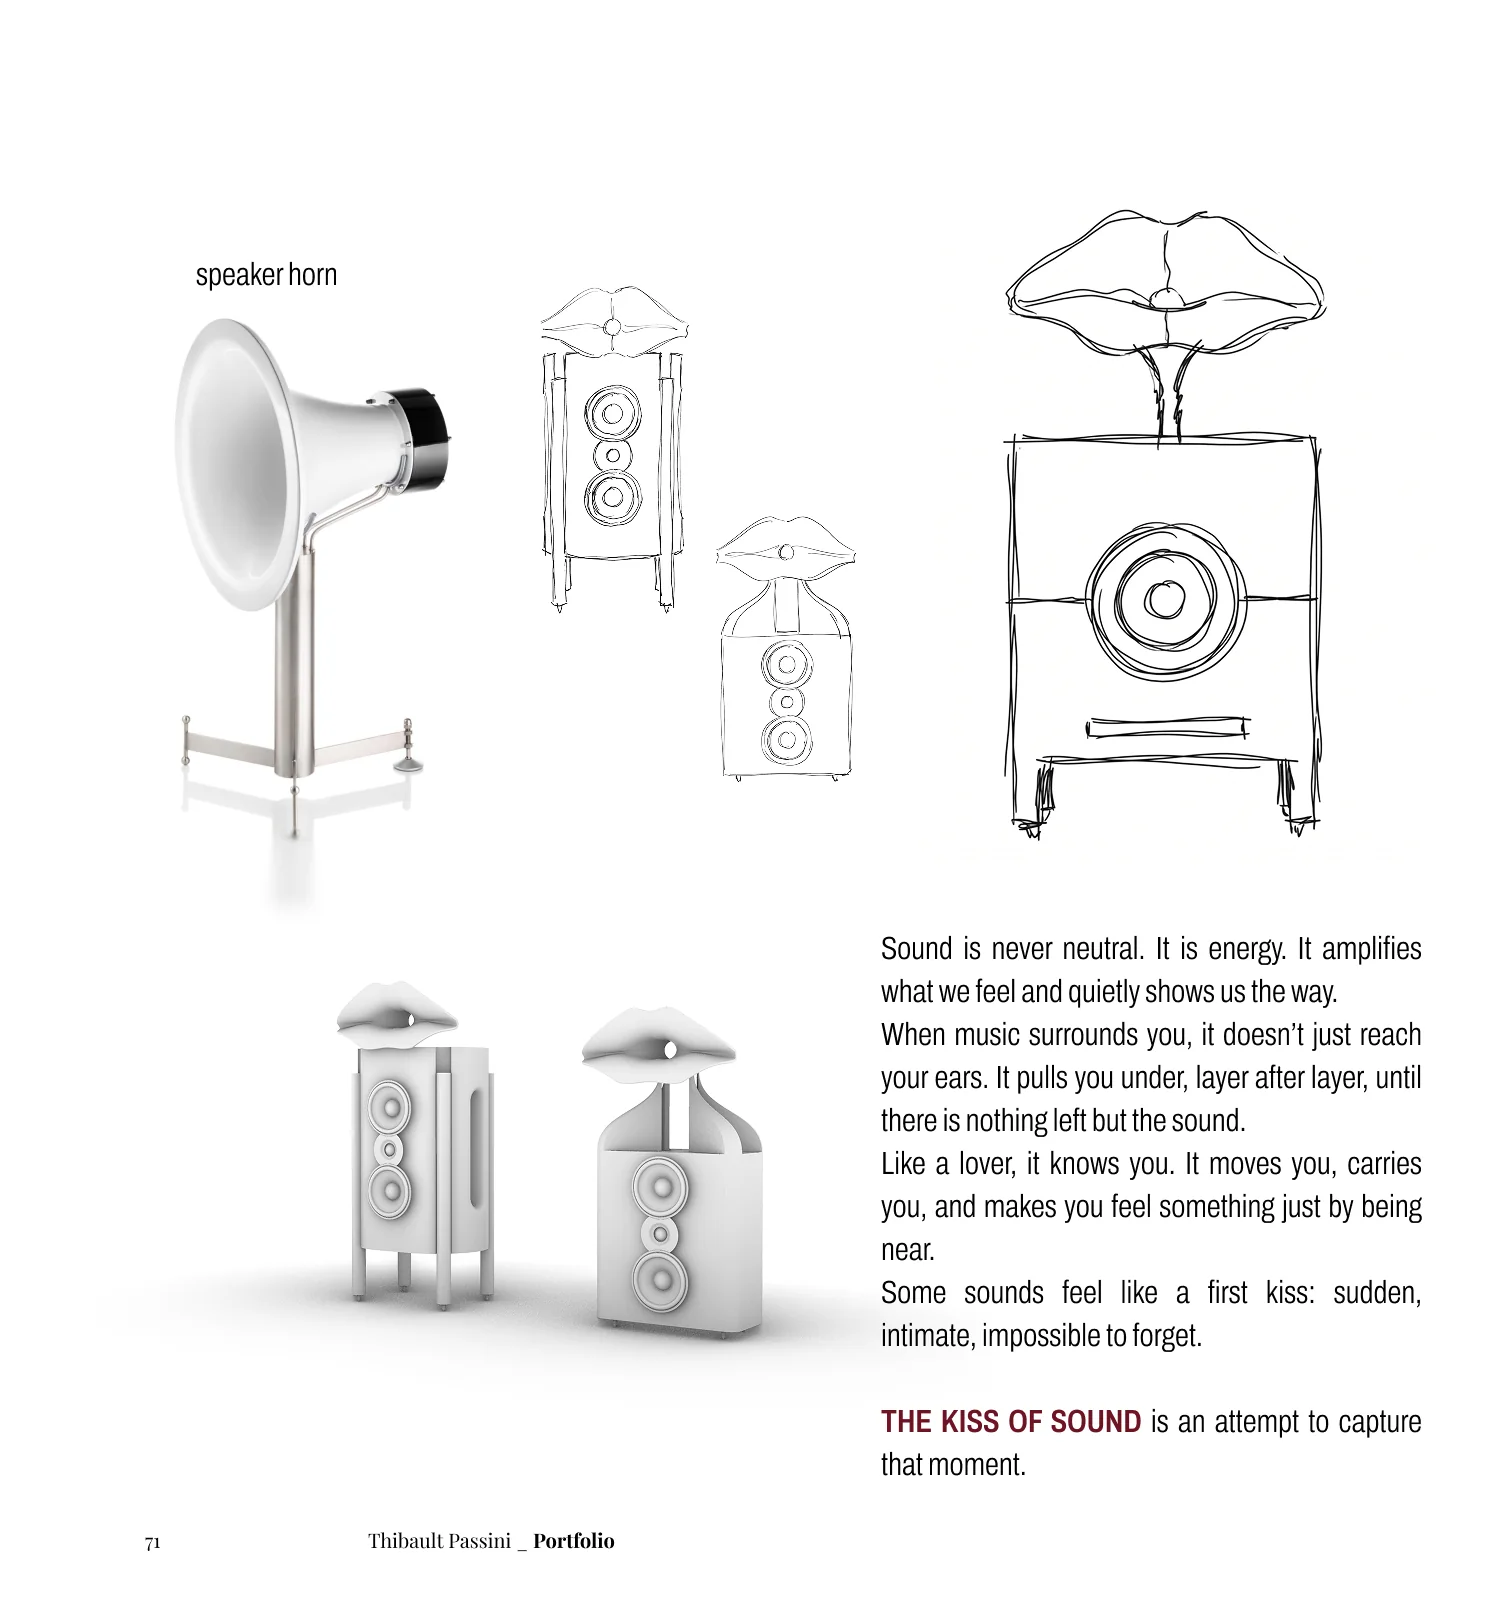 speaker horn
Sound is never neutral. It is energy. It amplifies
what we feel and quietly shows us the way.
When music surrounds you, it doesn’t just reach
your ears. It pulls you under, layer after layer, until
there is nothing left but the sound.
Like a lover, it knows you. It moves you, carries
you, and makes you feel something just by being
near.
Some sounds feel like a first kiss: sudden,
intimate, impossible to forget.
THE KISS OF SOUND is an attempt to capture
that moment.
71
Thibault Passini _ Portfolio